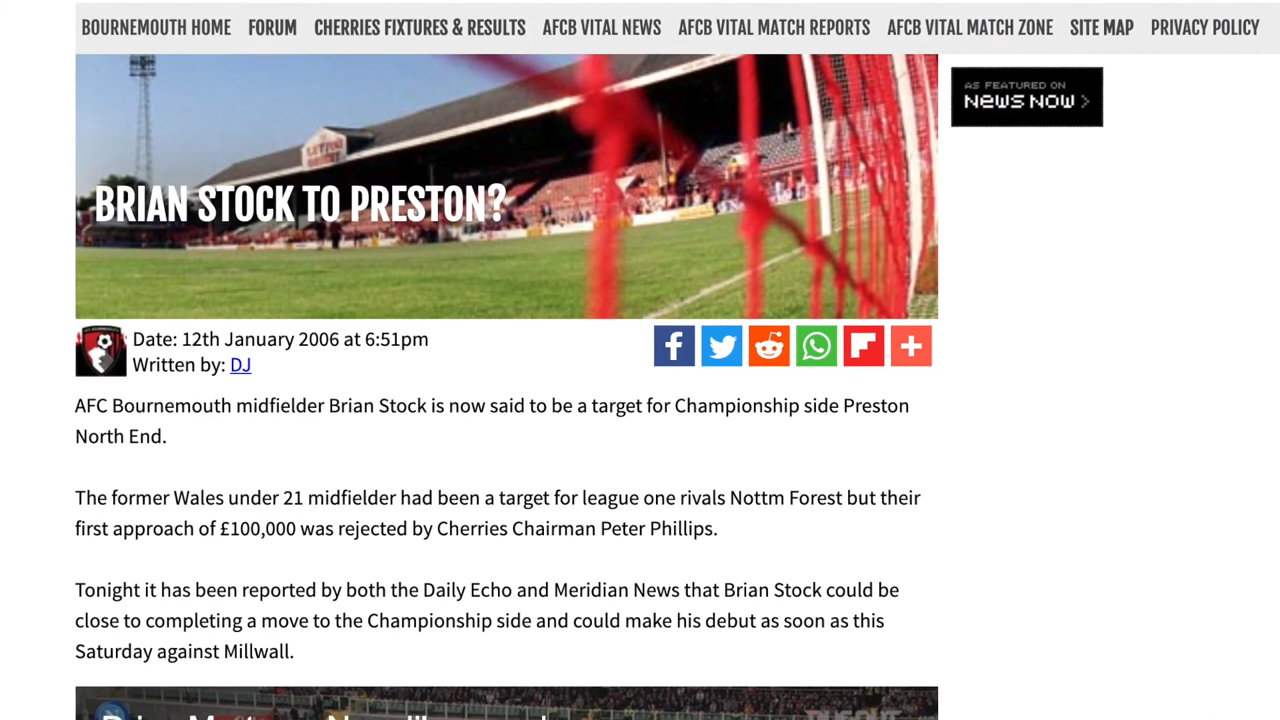 BOURNEMOUTH HOME FORUM CHERRIES FIXTURES & RESULTS AFCB VITAL NEWS AFCB VITAL MATCH REPORTS AFCB VITAL MATCH ZONE SITE MAP PRIVACY POLICY
AS FEATURED ON
NEWS NOW >
BRIAN STOCK TO PRESTON?
Date: 12th January 2006 at 6:51pm
Written by: DJ
AFC Bournemouth midfielder Brian Stock is now said to be a target for Championship side Preston
North End.
The former Wales under 21 midfielder had been a target for league one rivals Nottm Forest but their
first approach of £100,000 was rejected by Cherries Chairman Peter Phillips.
Tonight it has been reported by both the Daily Echo and Meridian News that Brian Stock could be
close to completing a move to the Championship side and could make his debut as soon as this
Saturday against Millwall.